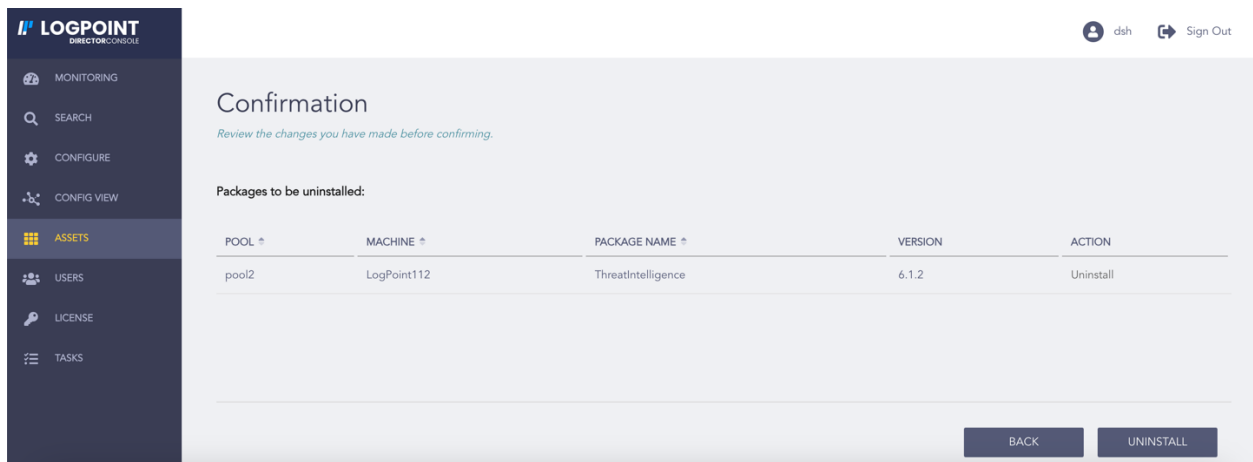 LOGPOINT
DIRECTORCONSOLE
dsh Sign Out
MONITORING
SEARCH
CONFIGURE
CONFIG VIEW
ASSETS
USERS
LICENSE
TASKS
Confirmation
Review the changes you have made before confirming.
Packages to be uninstalled:
POOL MACHINE PACKAGE NAME VERSION ACTION
pool2 LogPoint112 ThreatIntelligence 6.1.2 Uninstall
BACK UNINSTALL